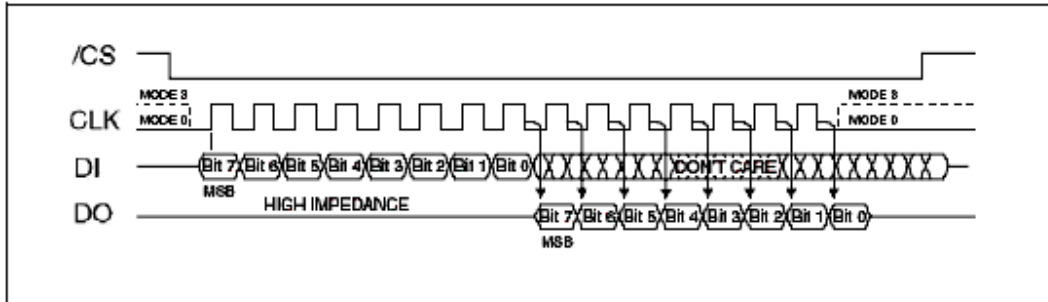 /CS
MODE 3 MODE 3
CLK MODE 0 MODE 0
DI Bit 7 Bit 6 Bit 5 Bit 4 Bit 3 Bit 2 Bit 1 Bit 0 DON'T CARE
MSB
HIGH IMPEDANCE
DO Bit 7 Bit 6 Bit 5 Bit 4 Bit 3 Bit 2 Bit 1 Bit 0
MSB